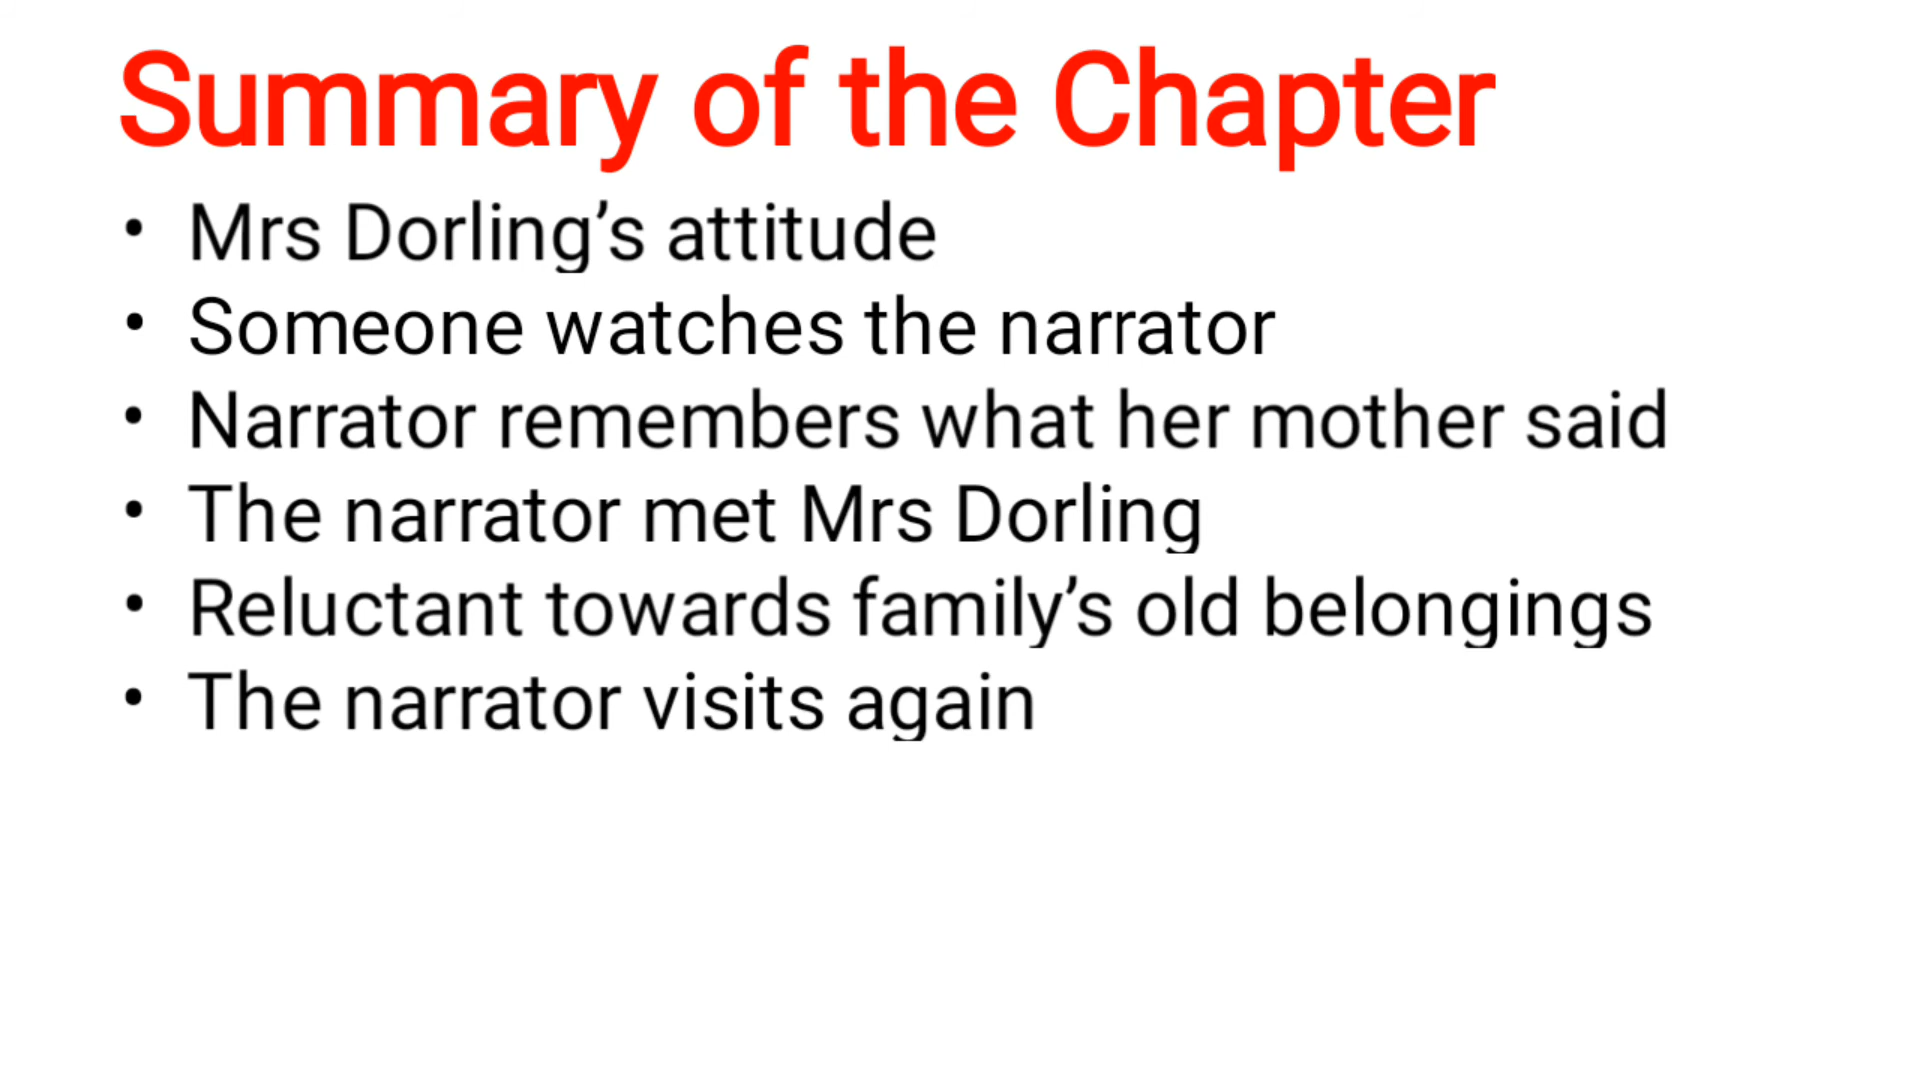 Summary of the Chapter
• Mrs Dorling’s attitude
• Someone watches the narrator
• Narrator remembers what her mother said
• The narrator met Mrs Dorling
• Reluctant towards family’s old belongings
• The narrator visits again